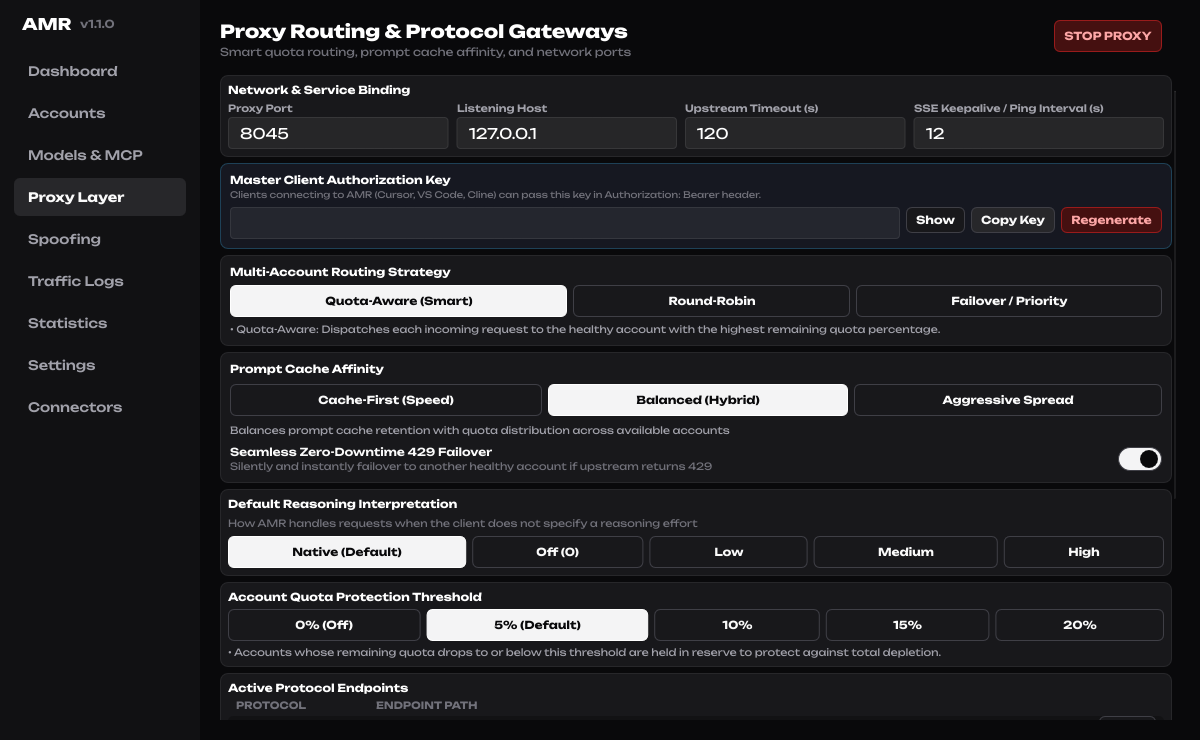 AMR v1.1.0
Dashboard
Accounts
Models & MCP
Proxy Layer
Spoofing
Traffic Logs
Statistics
Settings
Connectors
Proxy Routing & Protocol Gateways
Smart quota routing, prompt cache affinity, and network ports
STOP PROXY
Network & Service Binding
Proxy Port Listening Host Upstream Timeout (s) SSE Keepalive / Ping Interval (s)
8045 127.0.0.1 120 12
Master Client Authorization Key
Clients connecting to AMR (Cursor, VS Code, Cline) can pass this key in Authorization: Bearer header.
Show Copy Key Regenerate
Multi-Account Routing Strategy
Quota-Aware (Smart) Round-Robin Failover / Priority
• Quota-Aware: Dispatches each incoming request to the healthy account with the highest remaining quota percentage.
Prompt Cache Affinity
Cache-First (Speed) Balanced (Hybrid) Aggressive Spread
Balances prompt cache retention with quota distribution across available accounts
Seamless Zero-Downtime 429 Failover
Silently and instantly failover to another healthy account if upstream returns 429
Default Reasoning Interpretation
How AMR handles requests when the client does not specify a reasoning effort
Native (Default) Off (0) Low Medium High
Account Quota Protection Threshold
0% (Off) 5% (Default) 10% 15% 20%
• Accounts whose remaining quota drops to or below this threshold are held in reserve to protect against total depletion.
Active Protocol Endpoints
PROTOCOL ENDPOINT PATH